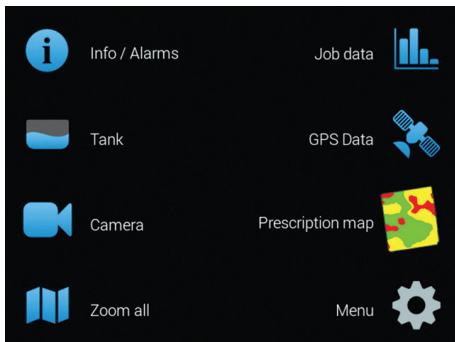 Info / Alarms
Job data
Tank
GPS Data
Camera
Prescription map
Zoom all
Menu